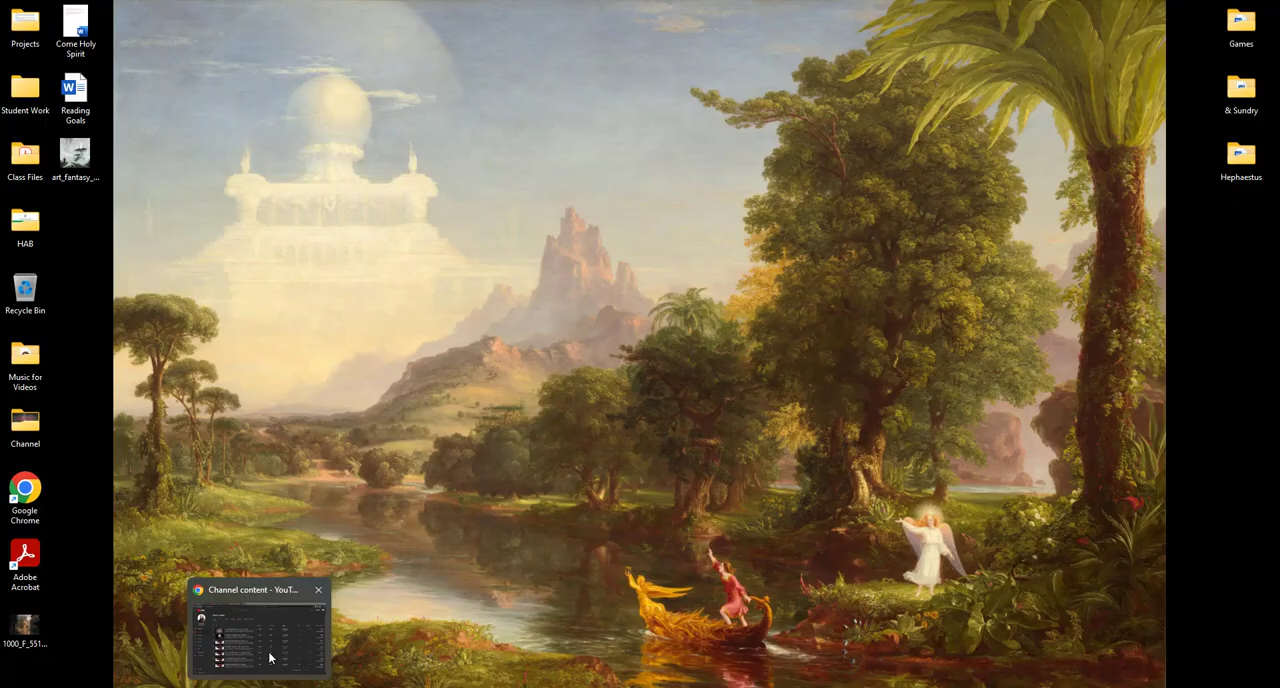 Projects
Come Holy
Spirit
Student Work
Reading
Goals
Class Files
art_fantasy_...
HAB
Recycle Bin
Music for
Videos
Channel
Google
Chrome
Adobe
Acrobat
1000_F_551...
Channel content - YouT...
Games
& Sundry
Hephaestus